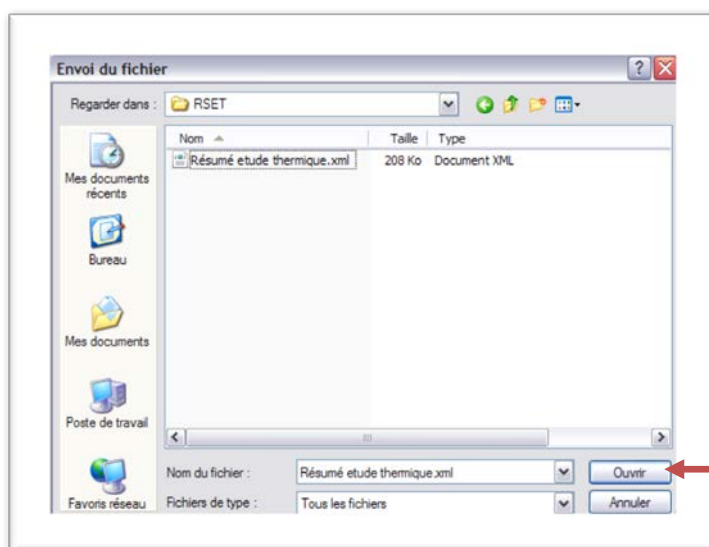 Envoi du fichier
Regarder dans : RSET
Nom Taille Type
Résumé etude thermique.xml 208 Ko Document XML
Mes documents
récents
Bureau
Mes documents
Poste de travail
Favoris réseau
Nom du fichier : Résumé etude thermique.xml Ouvrir
Fichiers de type : Tous les fichiers Annuler